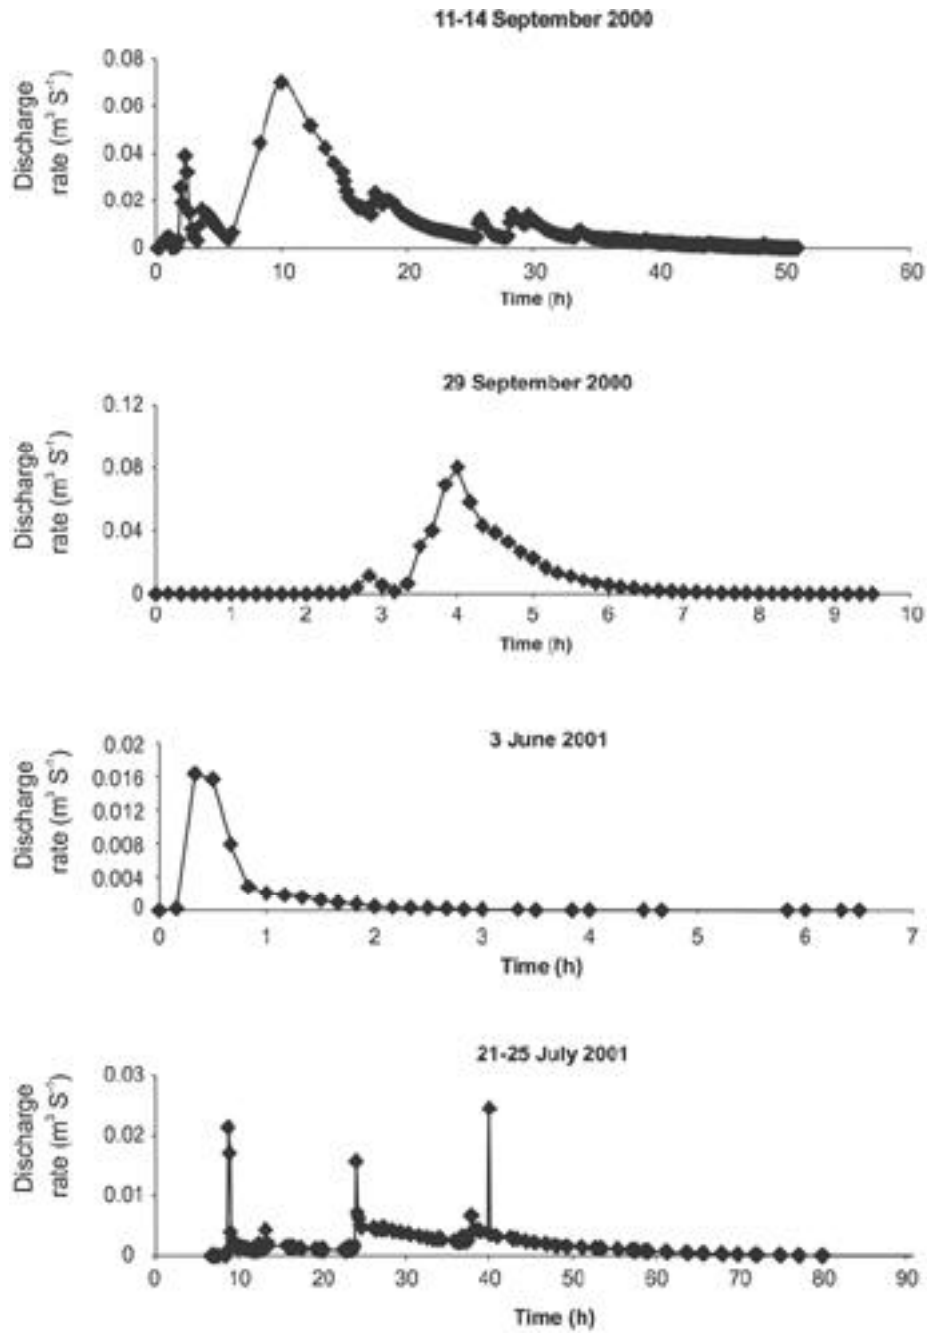 11-14 September 2000
Discharge
rate (m³ S⁻¹)
0.08
0.06
0.04
0.02
0
0 10 20 30 40 50 60
Time (h)
29 September 2000
Discharge
rate (m³ S⁻¹)
0.12
0.08
0.04
0
0 1 2 3 4 5 6 7 8 9 10
Time (h)
3 June 2001
Discharge
rate (m³ S⁻¹)
0.02
0.016
0.012
0.008
0.004
0
0 1 2 3 4 5 6 7
Time (h)
21-25 July 2001
Discharge
rate (m³ S⁻¹)
0.03
0.02
0.01
0
0 10 20 30 40 50 60 70 80 90
Time (h)